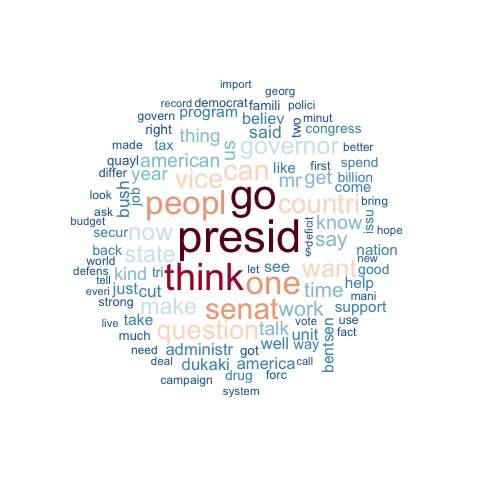 import
georg
record democrat famili polici
govern program believ two minut
right thing said congress
made tax us governor better
differ american can like first spend
quayl year vice mr get billion
look bush job go come
ask peopl countri bring
budget now presid know issu
secur state say $ deficit hope
back think one want nation
world kind tri let see new
defens just cut time good
tell make senat help mani
everi strong question work support
live take talk unit vote use
much well way fact
need administr got bentsen
deal dukaki america call
campaign drug forc
system